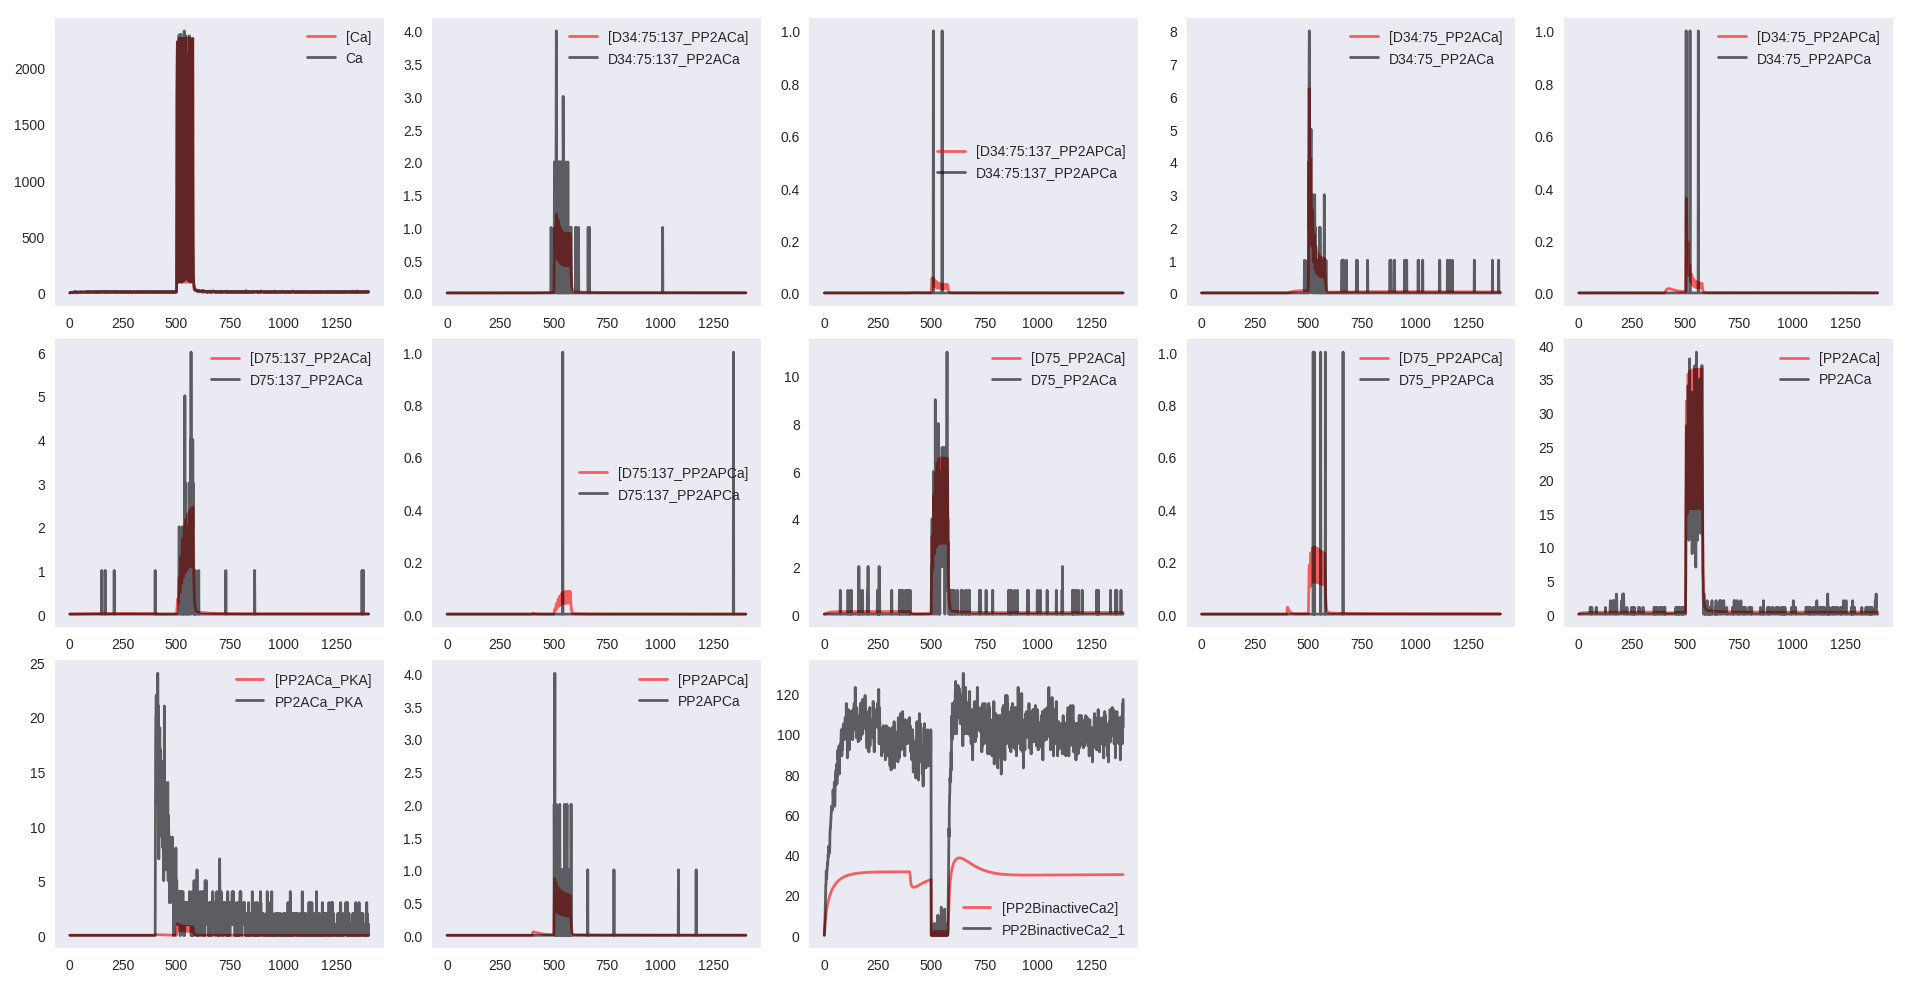 [Ca]
Ca
2000
1500
1000
500
0
0 250 500 750 1000 1250
[D34:75:137_PP2ACa]
D34:75:137_PP2ACa
4.0
3.5
3.0
2.5
2.0
1.5
1.0
0.5
0.0
0 250 500 750 1000 1250
[D34:75:137_PP2APCa]
D34:75:137_PP2APCa
1.0
0.8
0.6
0.4
0.2
0.0
0 250 500 750 1000 1250
[D34:75_PP2ACa]
D34:75_PP2ACa
8
7
6
5
4
3
2
1
0
0 250 500 750 1000 1250
[D34:75_PP2APCa]
D34:75_PP2APCa
1.0
0.8
0.6
0.4
0.2
0.0
0 250 500 750 1000 1250
[D75:137_PP2ACa]
D75:137_PP2ACa
6
5
4
3
2
1
0
0 250 500 750 1000 1250
[D75:137_PP2APCa]
D75:137_PP2APCa
1.0
0.8
0.6
0.4
0.2
0.0
0 250 500 750 1000 1250
[D75_PP2ACa]
D75_PP2ACa
10
8
6
4
2
0
0 250 500 750 1000 1250
[D75_PP2APCa]
D75_PP2APCa
1.0
0.8
0.6
0.4
0.2
0.0
0 250 500 750 1000 1250
[PP2ACa]
PP2ACa
40
35
30
25
20
15
10
5
0
0 250 500 750 1000 1250
[PP2ACa_PKA]
PP2ACa_PKA
25
20
15
10
5
0
0 250 500 750 1000 1250
[PP2APCa]
PP2APCa
4.0
3.5
3.0
2.5
2.0
1.5
1.0
0.5
0.0
0 250 500 750 1000 1250
120
100
80
60
40
20
0
[PP2BinactiveCa2]
PP2BinactiveCa2_1
0 250 500 750 1000 1250